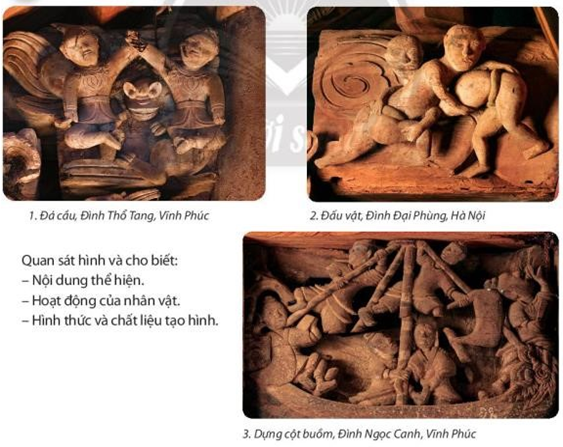 1. Đá cầu, Đình Thổ Tang, Vĩnh Phúc
2. Đấu vật, Đình Đại Phùng, Hà Nội
Quan sát hình và cho biết:
– Nội dung thể hiện.
– Hoạt động của nhân vật.
– Hình thức và chất liệu tạo hình.
3. Dựng cột buồm, Đình Ngọc Canh, Vĩnh Phúc